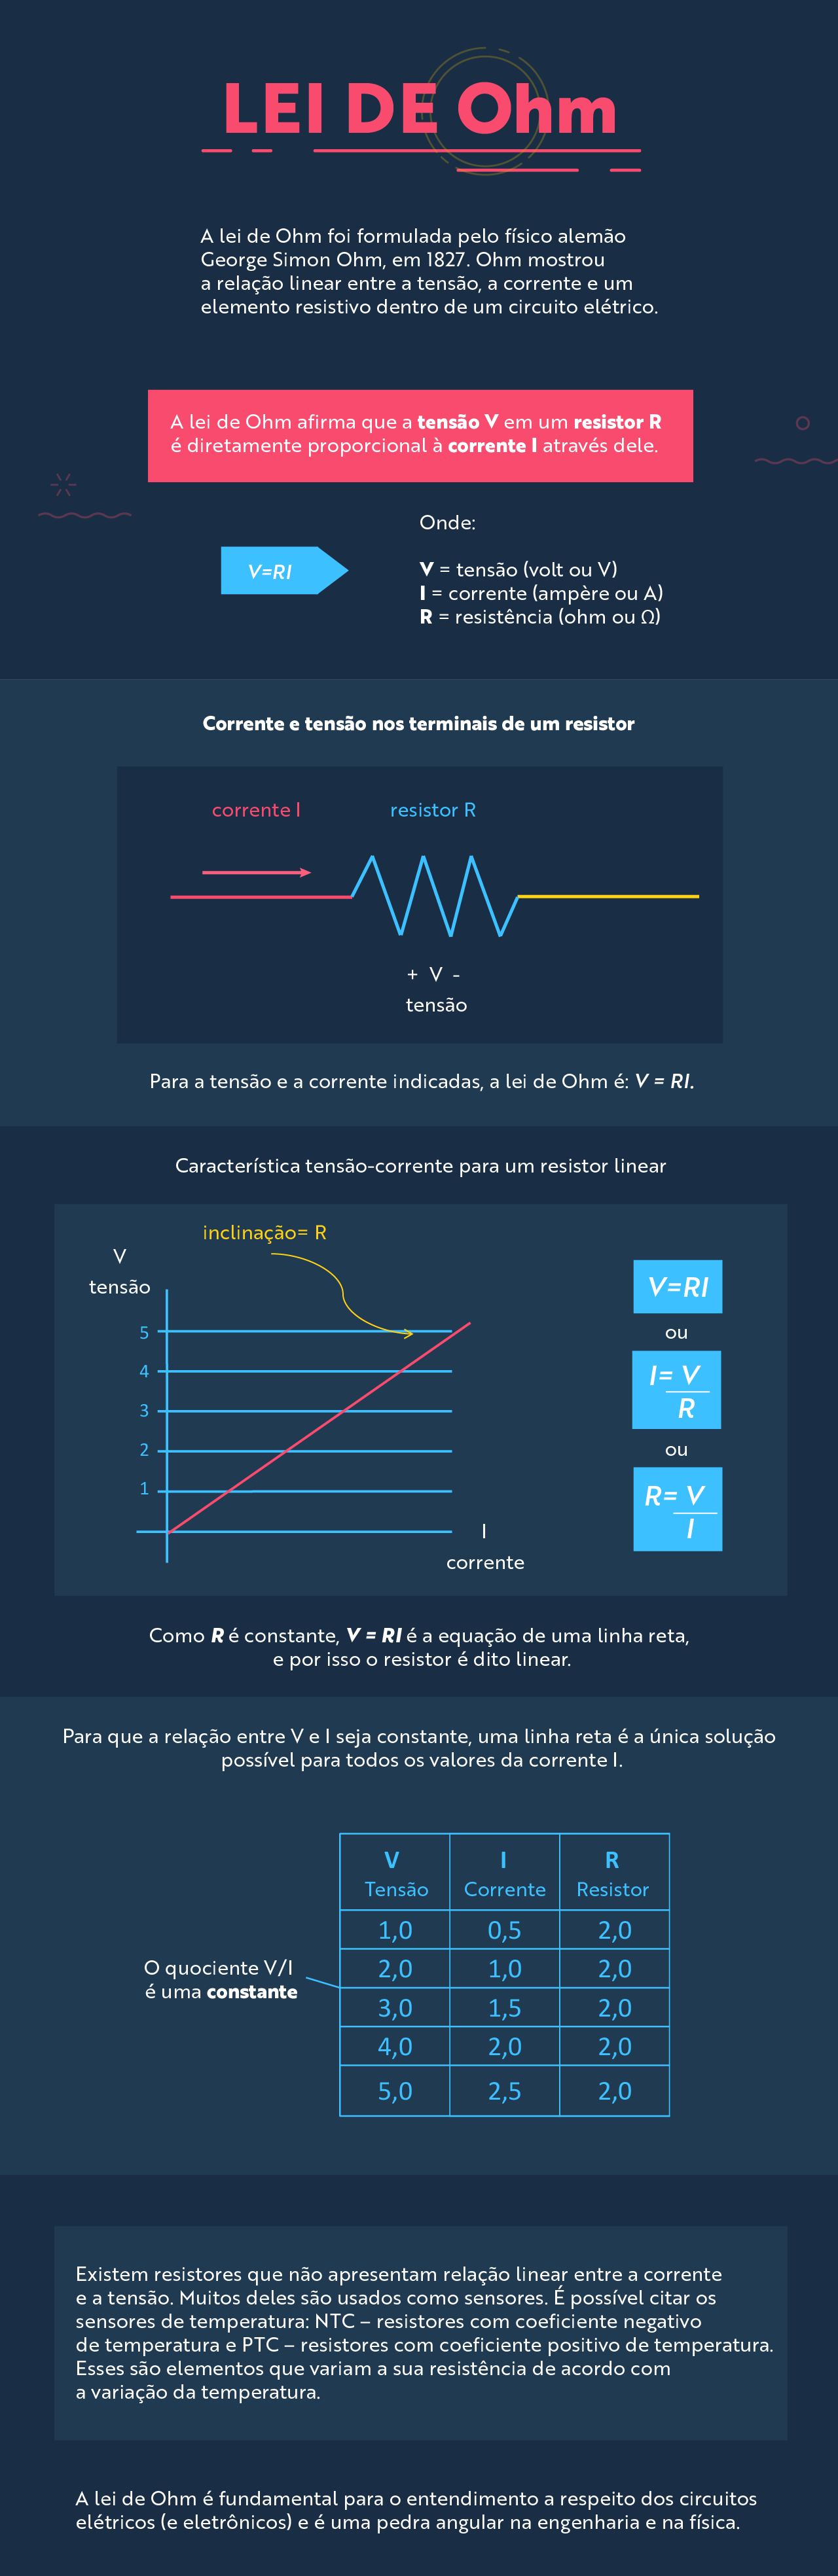 LEI DE Ohm
A lei de Ohm foi formulada pelo físico alemão
George Simon Ohm, em 1827. Ohm mostrou
a relação linear entre a tensão, a corrente e um
elemento resistivo dentro de um circuito elétrico.
A lei de Ohm afirma que a tensão V em um resistor R
é diretamente proporcional à corrente I através dele.
V=RI
Onde:
V = tensão (volt ou V)
I = corrente (ampère ou A)
R = resistência (ohm ou Ω)
Corrente e tensão nos terminais de um resistor
corrente I
resistor R
+ V -
tensão
Para a tensão e a corrente indicadas, a lei de Ohm é: V = RI.
Característica tensão-corrente para um resistor linear
inclinação= R
V
tensão
5
4
3
2
1
I
corrente
V=RI
ou
I= V
R
ou
R= V
I
Como R é constante, V = RI é a equação de uma linha reta,
e por isso o resistor é dito linear.
Para que a relação entre V e I seja constante, uma linha reta é a única solução
possível para todos os valores da corrente I.
V I R
Tensão Corrente Resistor
1,0 0,5 2,0
2,0 1,0 2,0
3,0 1,5 2,0
4,0 2,0 2,0
5,0 2,5 2,0
O quociente V/I
é uma constante
Existem resistores que não apresentam relação linear entre a corrente
e a tensão. Muitos deles são usados como sensores. É possível citar os
sensores de temperatura: NTC – resistores com coeficiente negativo
de temperatura e PTC – resistores com coeficiente positivo de temperatura.
Esses são elementos que variam a sua resistência de acordo com
a variação da temperatura.
A lei de Ohm é fundamental para o entendimento a respeito dos circuitos
elétricos (e eletrônicos) e é uma pedra angular na engenharia e na física.